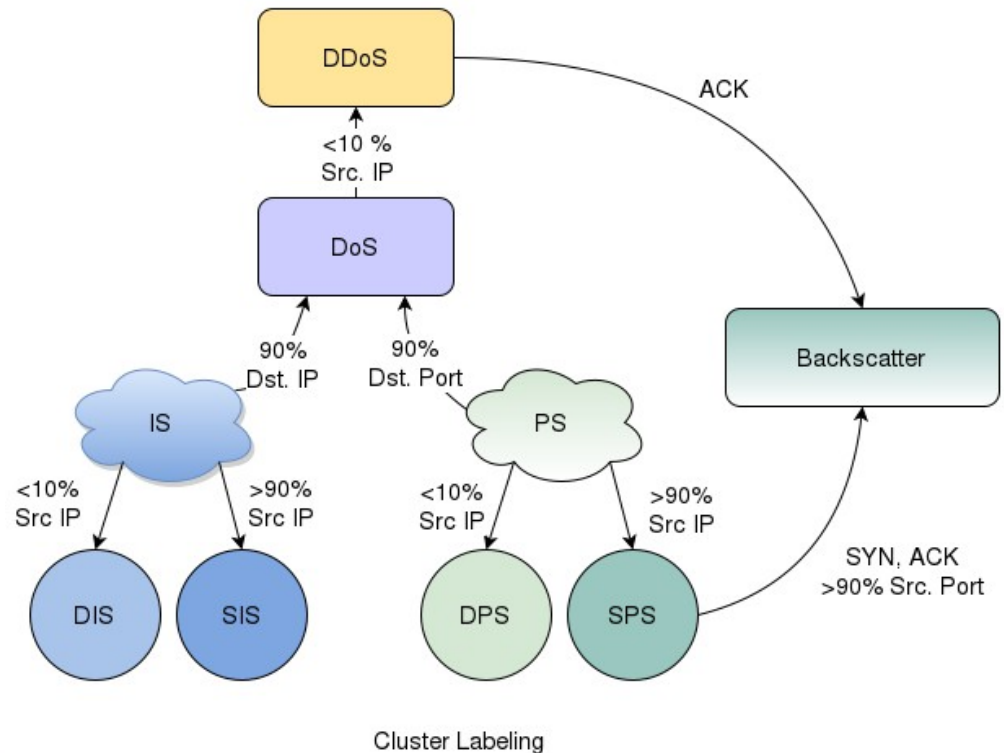 DDoS
ACK
<10 %
Src. IP
DoS
Backscatter
90%
Dst. IP
90%
Dst. Port
IS
PS
<10%
Src IP
>90%
Src IP
<10%
Src IP
>90%
Src IP
SYN, ACK
>90% Src. Port
DIS
SIS
DPS
SPS
Cluster Labeling